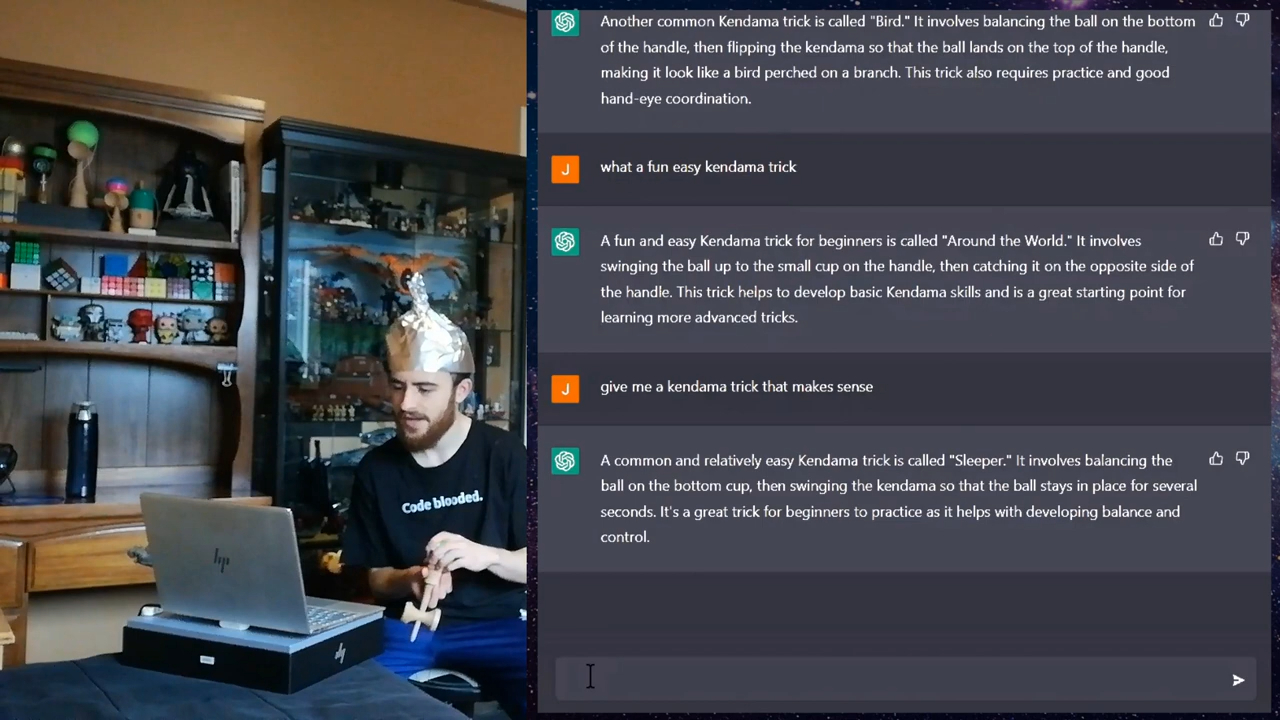 Another common Kendama trick is called "Bird." It involves balancing the ball on the bottom
of the handle, then flipping the kendama so that the ball lands on the top of the handle,
making it look like a bird perched on a branch. This trick also requires practice and good
hand-eye coordination.
J
what a fun easy kendama trick
A fun and easy Kendama trick for beginners is called "Around the World." It involves
swinging the ball up to the small cup on the handle, then catching it on the opposite side of
the handle. This trick helps to develop basic Kendama skills and is a great starting point for
learning more advanced tricks.
J
give me a kendama trick that makes sense
A common and relatively easy Kendama trick is called "Sleeper." It involves balancing the
ball on the bottom cup, then swinging the kendama so that the ball stays in place for several
seconds. It's a great trick for beginners to practice as it helps with developing balance and
control.
Code blooded.
hp
hp